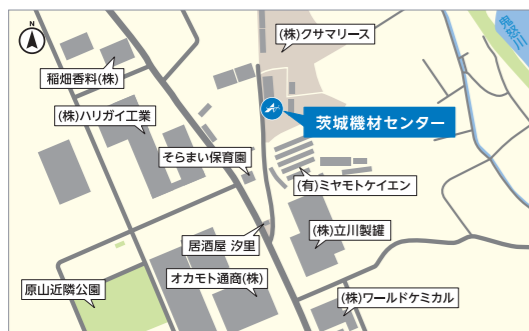 (株)クサマリース
鬼怒川
N
稲畑香料(株)
(株)ハリガイ工業
茨城機材センター
そらまい保育園
(有)ミヤモトケイエン
居酒屋 汐里
(株)立川製罐
オカモト通商(株)
原山近隣公園
(株)ワールドケミカル